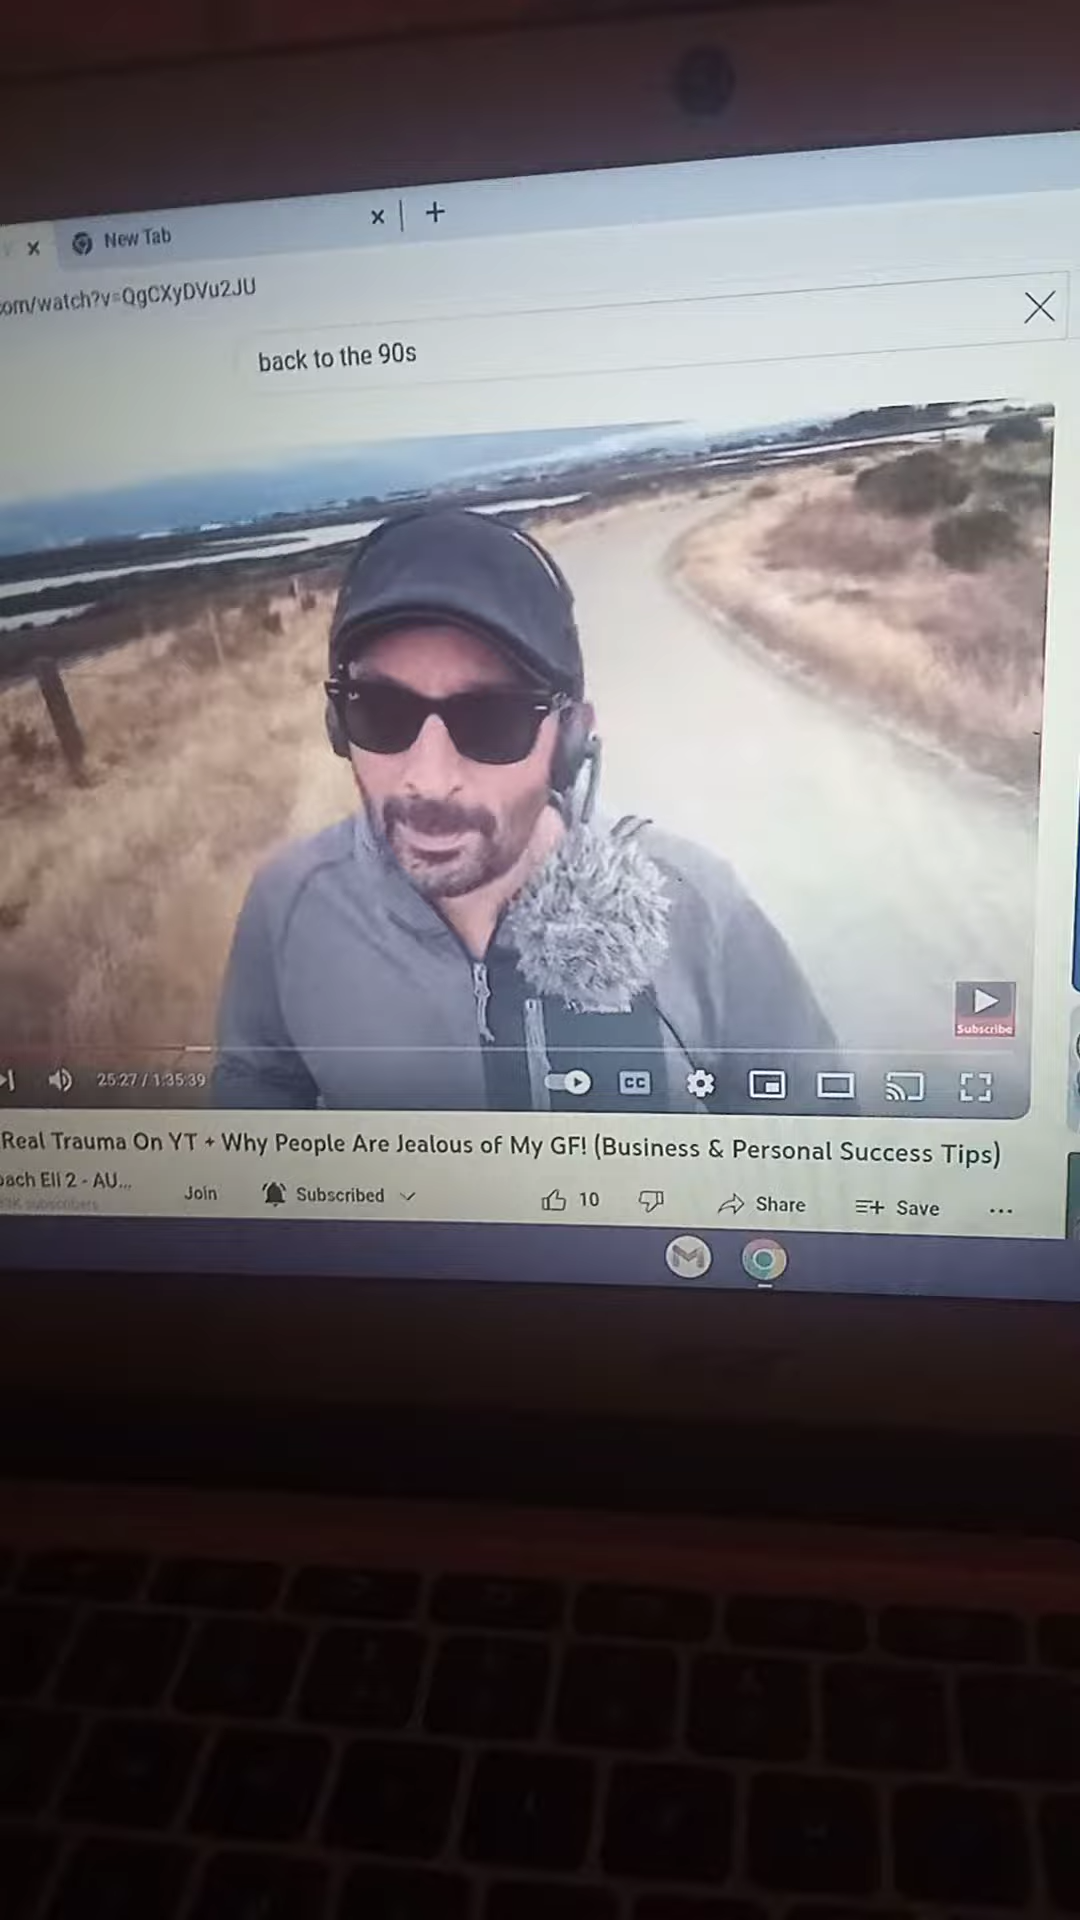 New Tab
com/watch?v=QgCXyDVu2JU
back to the 90s
Subscribe
25:27 / 1:35:39
CC
Real Trauma On YT + Why People Are Jealous of My GF! (Business & Personal Success Tips)
oach Eli 2 - AU...
Join
Subscribed
10
Share
Save
...
subscribers